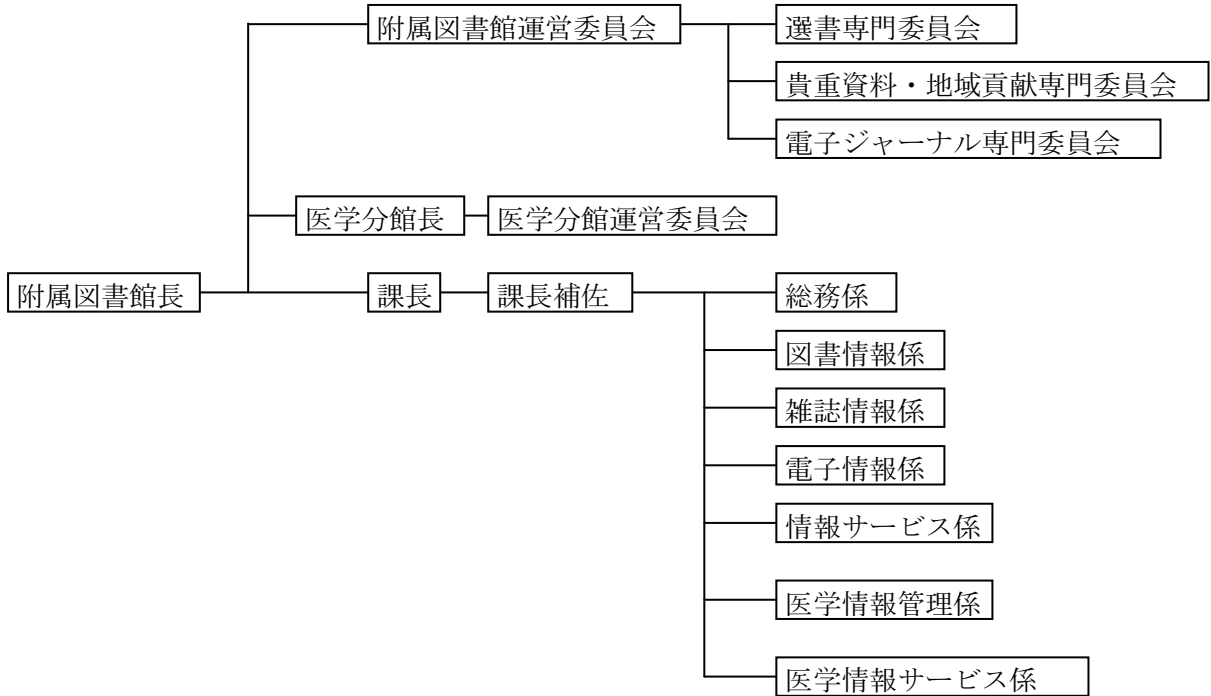 附属図書館運営委員会
選書専門委員会
貴重資料・地域貢献専門委員会
電子ジャーナル専門委員会
医学分館長
医学分館運営委員会
附属図書館長
課長
課長補佐
総務係
図書情報係
雑誌情報係
電子情報係
情報サービス係
医学情報管理係
医学情報サービス係